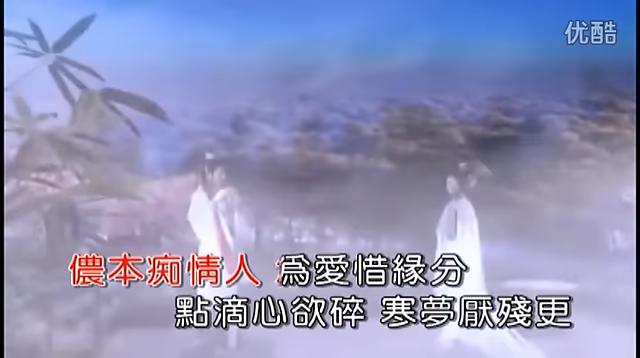 优酷
儂本痴情人 為愛惜緣分
點滴心欲碎 寒夢厭殘更